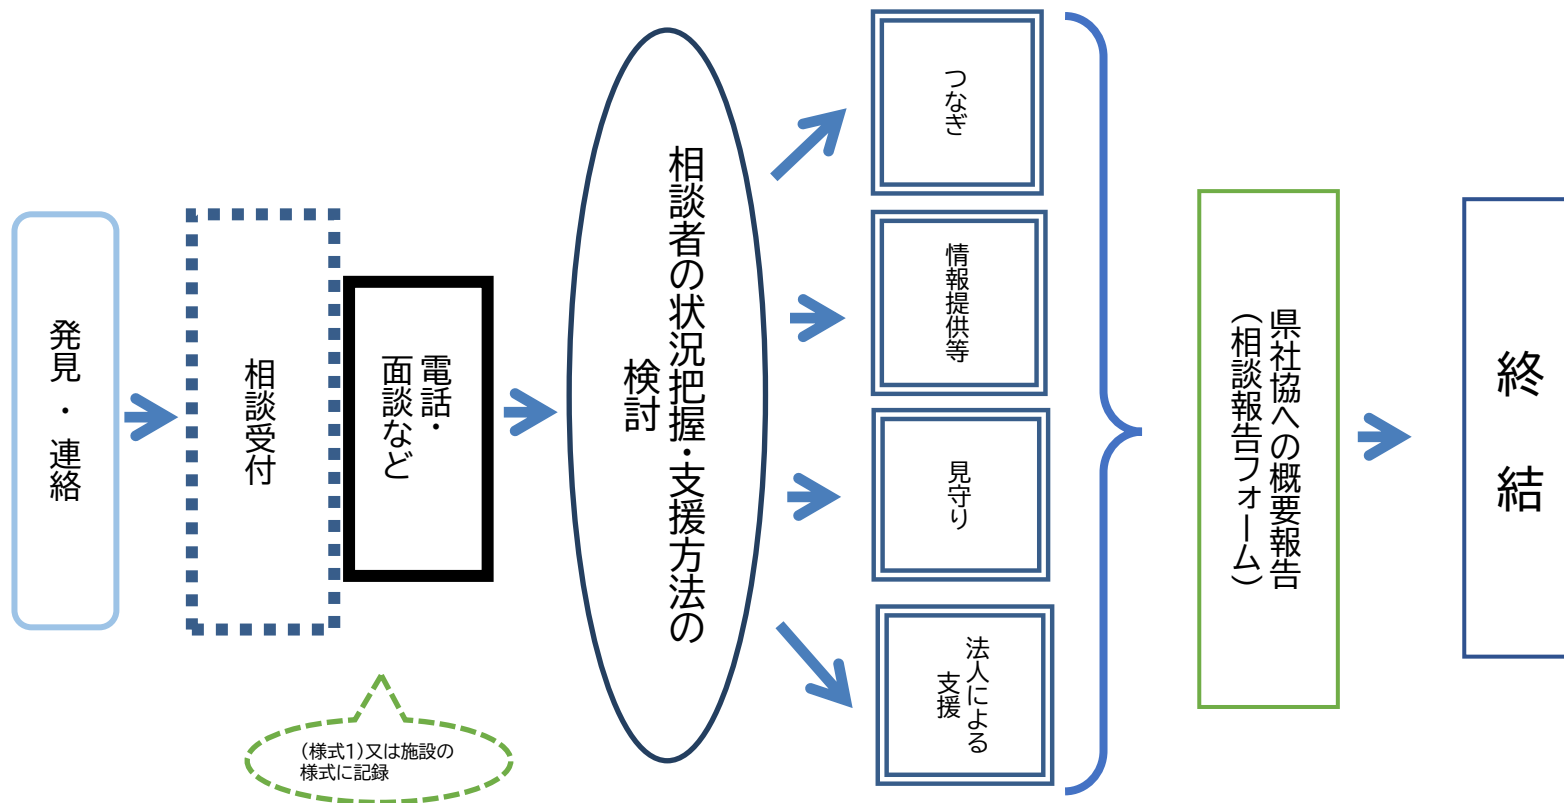 発見・連絡
相談受付
電話・
面談など
(様式1)又は施設の
様式に記録
相談者の状況把握・支援方法の
検討
つなぎ
情報提供等
見守り
法人による
支援
県社協への概要報告
(相談報告フォーム)
終結